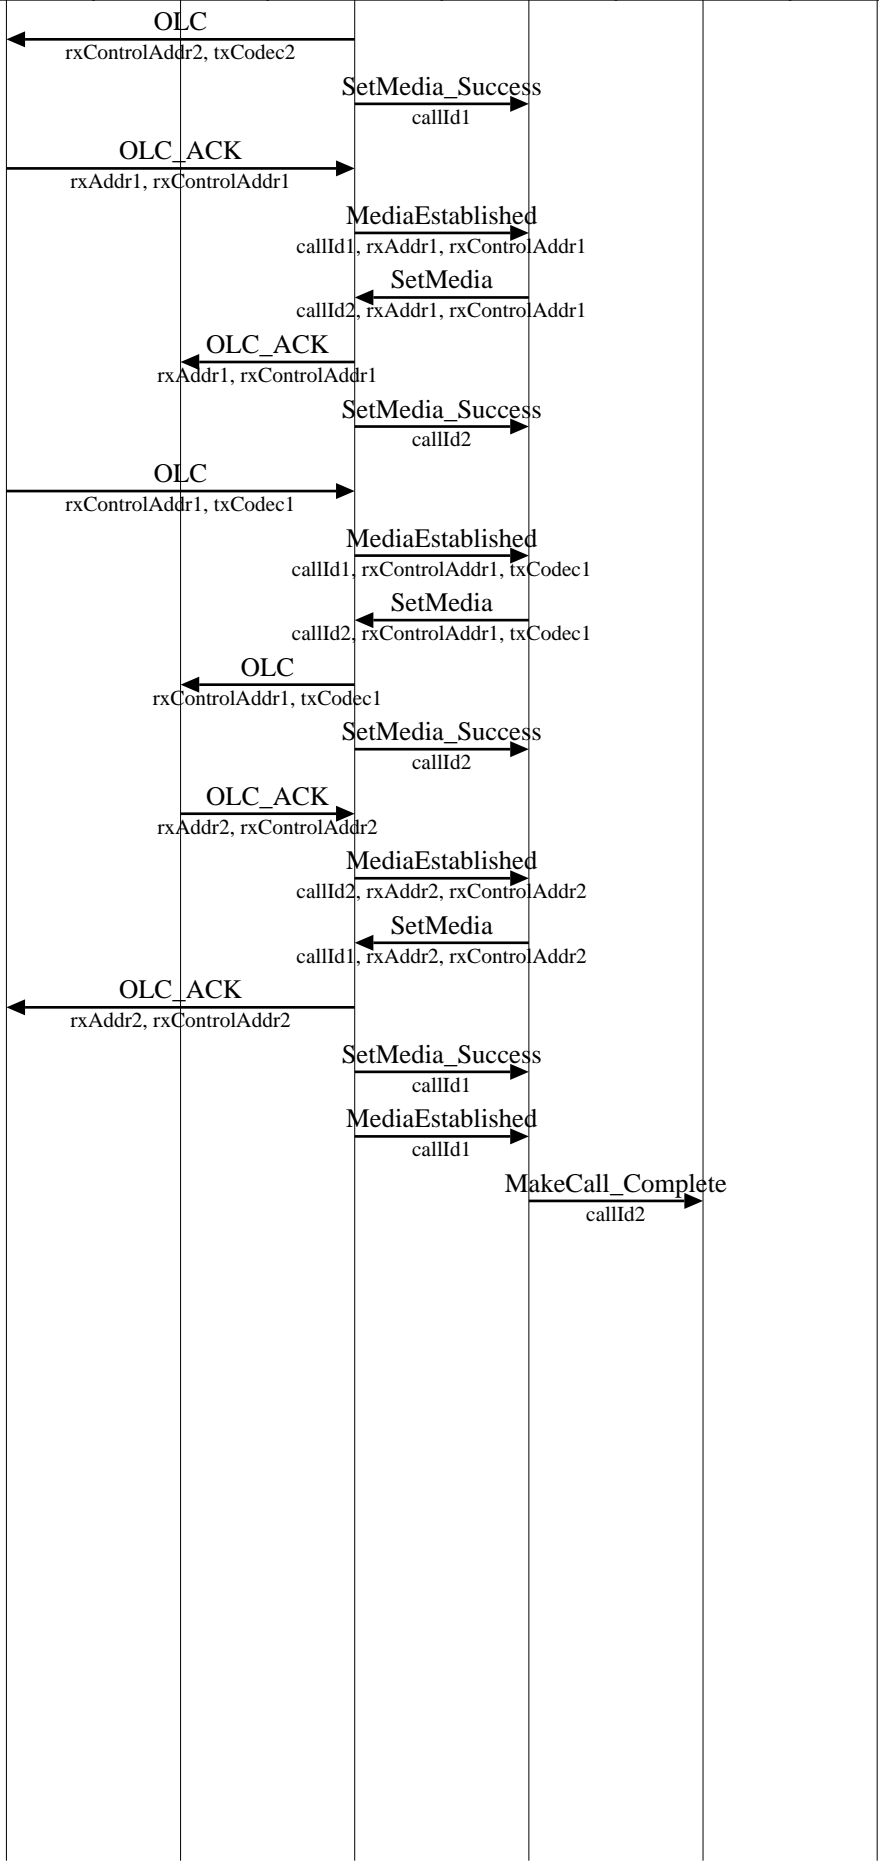 OLC
rxControlAddr2, txCodec2
SetMedia_Success
callId1
OLC_ACK
rxAddr1, rxControlAddr1
MediaEstablished
callId1, rxAddr1, rxControlAddr1
SetMedia
callId2, rxAddr1, rxControlAddr1
OLC_ACK
rxAddr1, rxControlAddr1
SetMedia_Success
callId2
OLC
rxControlAddr1, txCodec1
MediaEstablished
callId1, rxControlAddr1, txCodec1
SetMedia
callId2, rxControlAddr1, txCodec1
OLC
rxControlAddr1, txCodec1
SetMedia_Success
callId2
OLC_ACK
rxAddr2, rxControlAddr2
MediaEstablished
callId2, rxAddr2, rxControlAddr2
SetMedia
callId1, rxAddr2, rxControlAddr2
OLC_ACK
rxAddr2, rxControlAddr2
SetMedia_Success
callId1
MediaEstablished
callId1
MakeCall_Complete
callId2